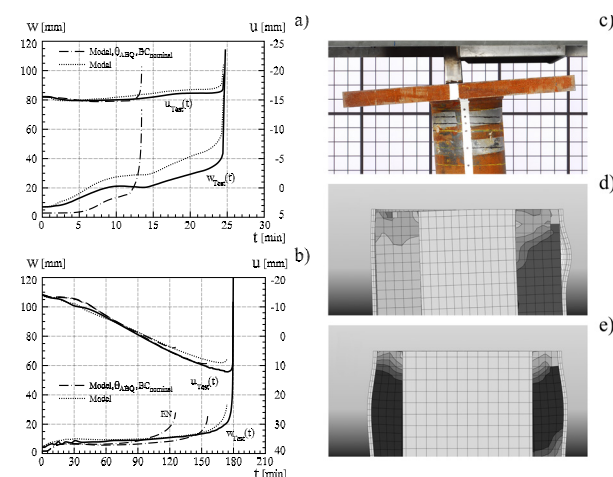 w [mm]
u [mm]
a)
120
-25
Model, θABQ, BCnominal
Model
100
-20
80
-15
uTest(t)
60
-10
40
-5
wTest(t)
20
0
0
5
0 5 10 15 20 25 30
t [min]
t [min]
b)
w [mm]
u [mm]
120
-20
100
-10
80
0
60
10
Model, θABQ, BCnominal
uTest(t)
Model
40
20
EN
20
30
wTest(t)
0
40
0 30 60 90 120 150 180 210
t [min]
t [min]
c)
d)
e)